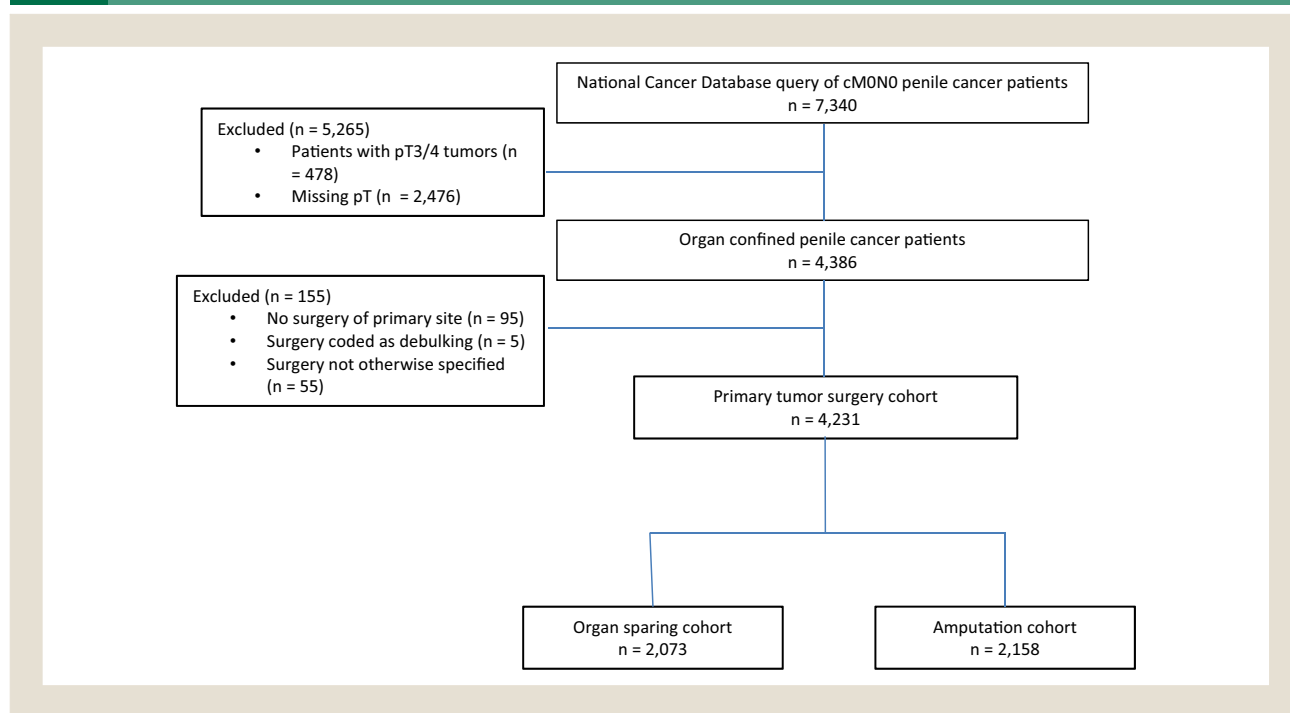 National Cancer Database query of cM0N0 penile cancer patients
n = 7,340
Excluded (n = 5,265)
• Patients with pT3/4 tumors (n
= 478)
• Missing pT (n = 2,476)
Organ confined penile cancer patients
n = 4,386
Excluded (n = 155)
• No surgery of primary site (n = 95)
• Surgery coded as debulking (n = 5)
• Surgery not otherwise specified
(n = 55)
Primary tumor surgery cohort
n = 4,231
Organ sparing cohort
n = 2,073
Amputation cohort
n = 2,158